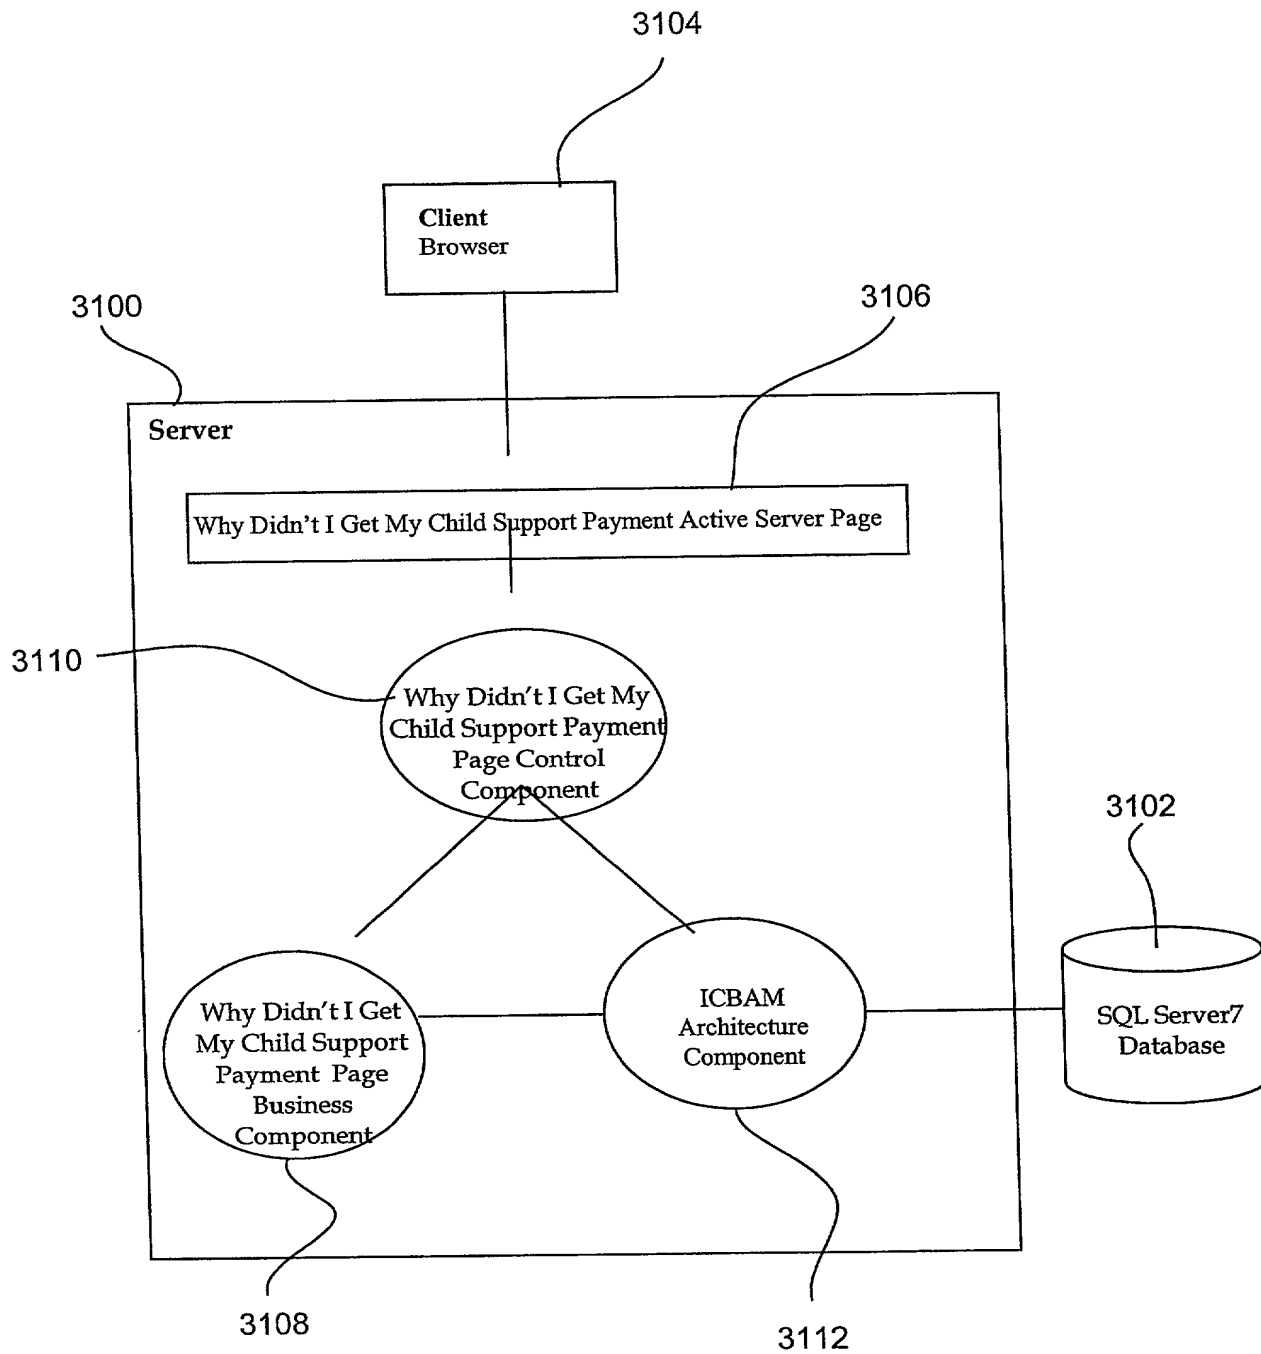 3104
Client
Browser
3100
3106
Server
Why Didn't I Get My Child Support Payment Active Server Page
3110
Why Didn't I Get My
Child Support Payment
Page Control
Component
3102
ICBAM
Architecture
Component
SQL Server7
Database
Why Didn't I Get
My Child Support
Payment Page
Business
Component
3108
3112